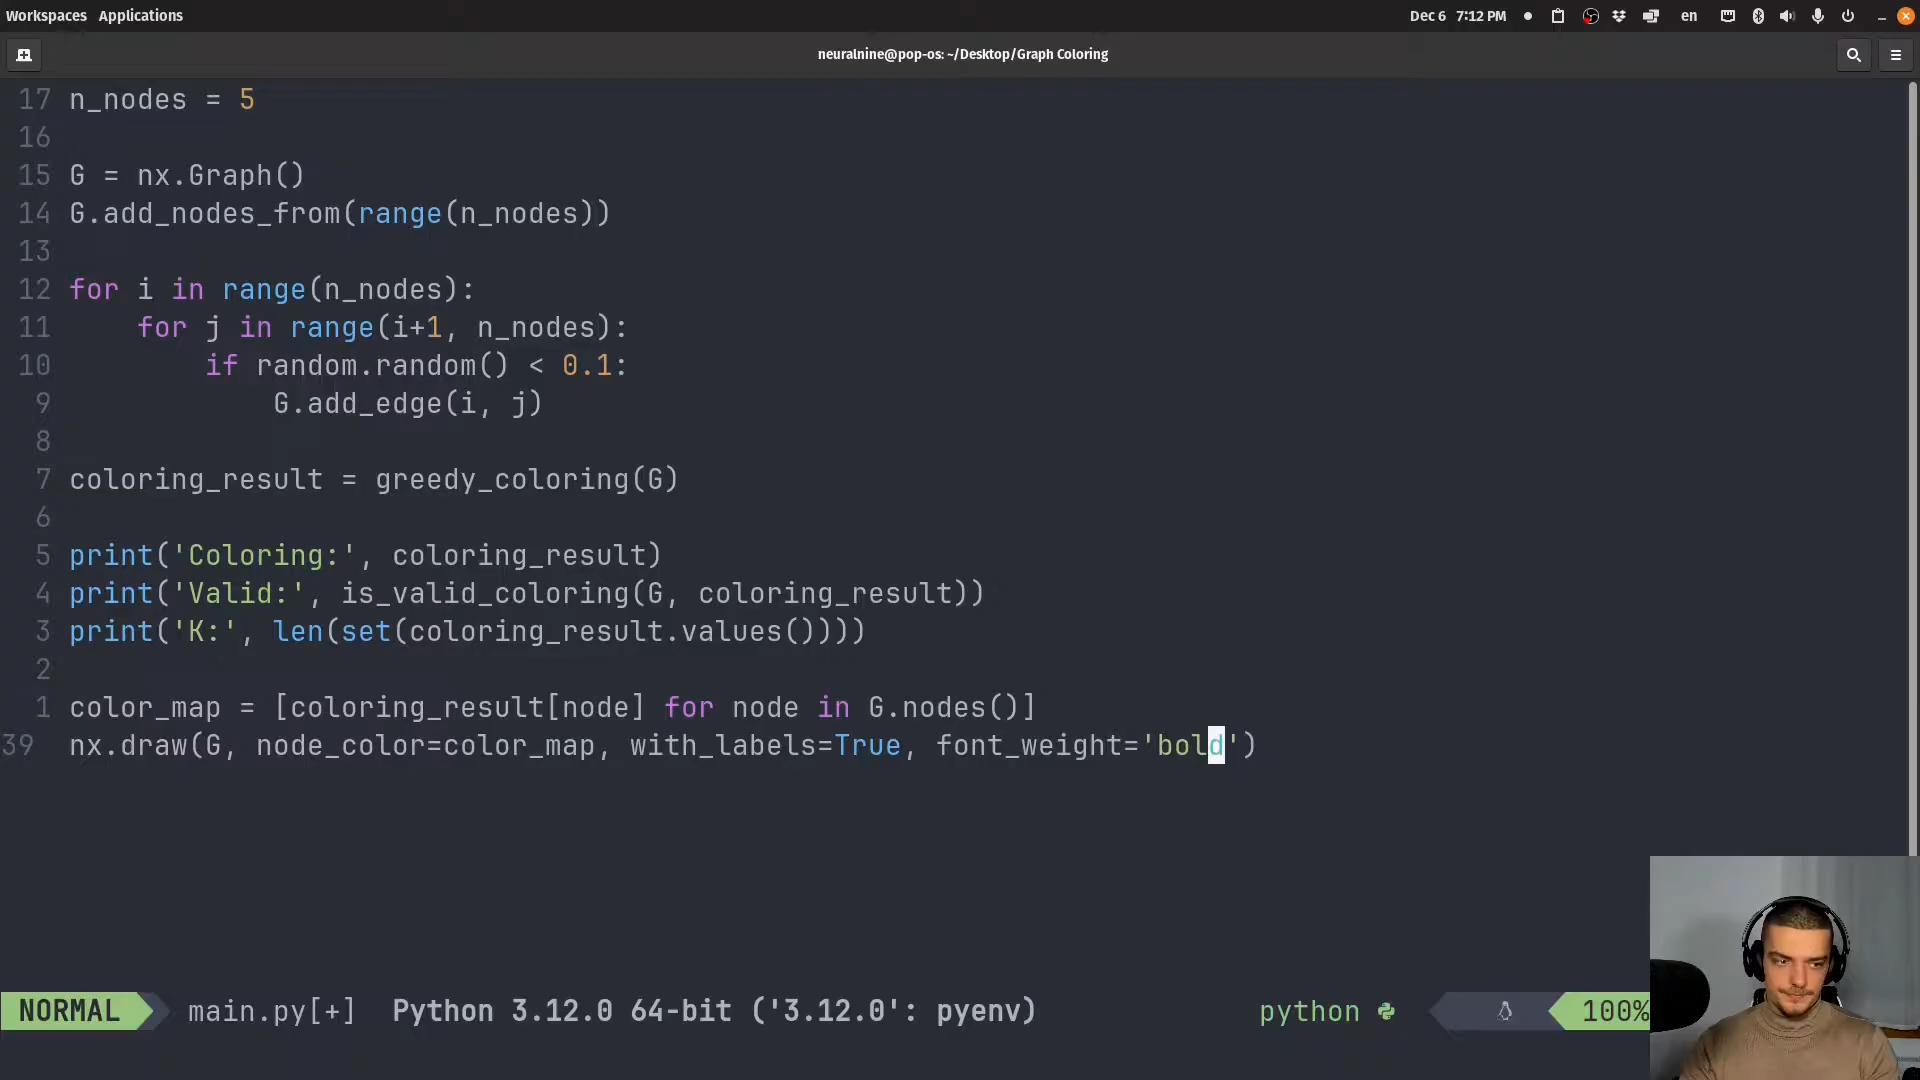 Workspaces Applications
Dec 6 7:12 PM
en
neuralnine@pop-os: ~/Desktop/Graph Coloring
17 n_nodes = 5
16
15 G = nx.Graph()
14 G.add_nodes_from(range(n_nodes))
13
12 for i in range(n_nodes):
11     for j in range(i+1, n_nodes):
10         if random.random() < 0.1:
9             G.add_edge(i, j)
8
7 coloring_result = greedy_coloring(G)
6
5 print('Coloring:', coloring_result)
4 print('Valid:', is_valid_coloring(G, coloring_result))
3 print('K:', len(set(coloring_result.values())))
2
1 color_map = [coloring_result[node] for node in G.nodes()]
39 nx.draw(G, node_color=color_map, with_labels=True, font_weight='bold')
NORMAL main.py[+] Python 3.12.0 64-bit ('3.12.0': pyenv) python 100%